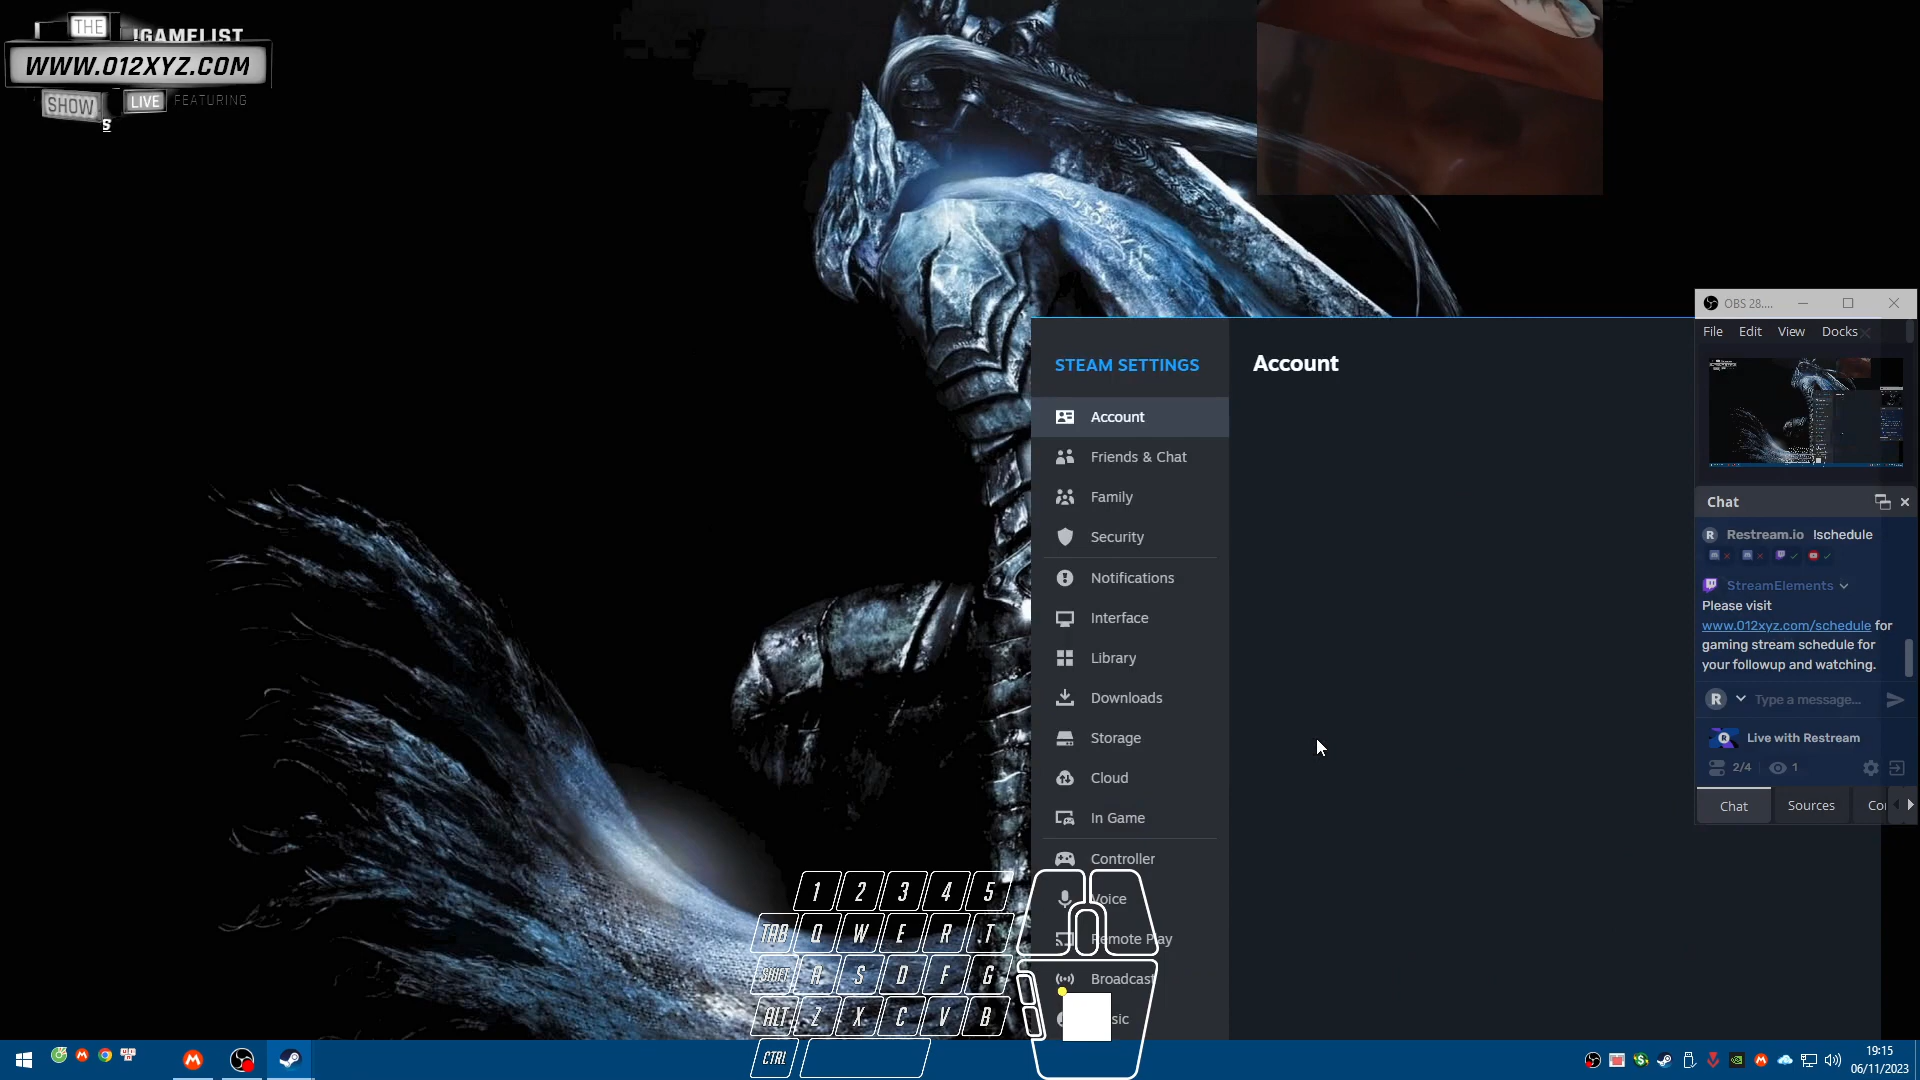 THE
!GAMELIST
WWW.012XYZ.COM
SHOW
LIVE
FEATURING
S
OBS 28....
File
Edit
View
Docks
STEAM SETTINGS
Account
Account
Friends & Chat
Family
Security
Notifications
Interface
Library
Downloads
Storage
Cloud
In Game
Controller
Voice
Remote Play
Broadcast
Chat
Restream.io !schedule
StreamElements
Please visit
www.012xyz.com/schedule for
gaming stream schedule for
your followup and watching.
R
Type a message...
Live with Restream
2/4
1
Chat
Sources
1 2 3 4 5
TAB Q W E R T
SHIFT A S D F G
ALT Z X C V B
CTRL
19:15
06/11/2023